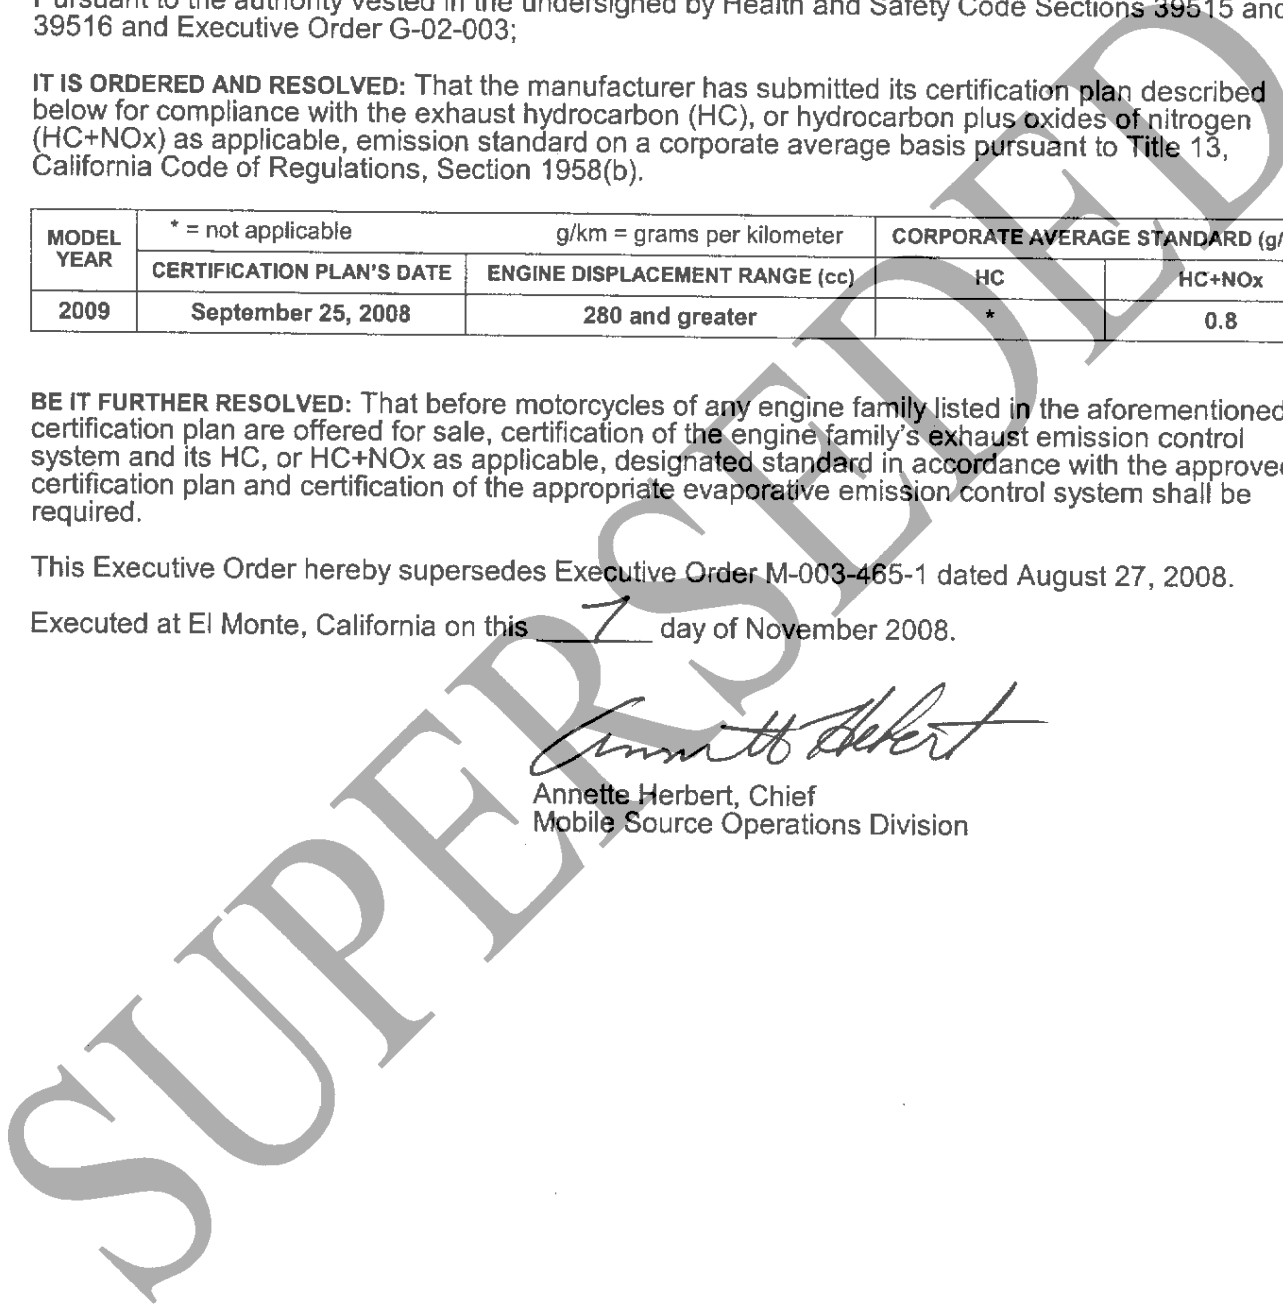 Pursuant to the authority vested in the undersigned by Health and Safety Code Sections 39515 and
39516 and Executive Order G-02-003;
IT IS ORDERED AND RESOLVED: That the manufacturer has submitted its certification plan described
below for compliance with the exhaust hydrocarbon (HC), or hydrocarbon plus oxides of nitrogen
(HC+NOx) as applicable, emission standard on a corporate average basis pursuant to Title 13,
California Code of Regulations, Section 1958(b).
MODEL YEAR
* = not applicable g/km = grams per kilometer
CORPORATE AVERAGE STANDARD (g/
CERTIFICATION PLAN'S DATE ENGINE DISPLACEMENT RANGE (cc) HC HC+NOx
2009 September 25, 2008 280 and greater * 0.8
BE IT FURTHER RESOLVED: That before motorcycles of any engine family listed in the aforementioned
certification plan are offered for sale, certification of the engine family's exhaust emission control
system and its HC, or HC+NOx as applicable, designated standard in accordance with the approve
certification plan and certification of the appropriate evaporative emission control system shall be
required.
This Executive Order hereby supersedes Executive Order M-003-465-1 dated August 27, 2008.
Executed at El Monte, California on this 7 day of November 2008.
Annette Hebert
Annette Herbert, Chief
Mobile Source Operations Division
SUPERSEDED